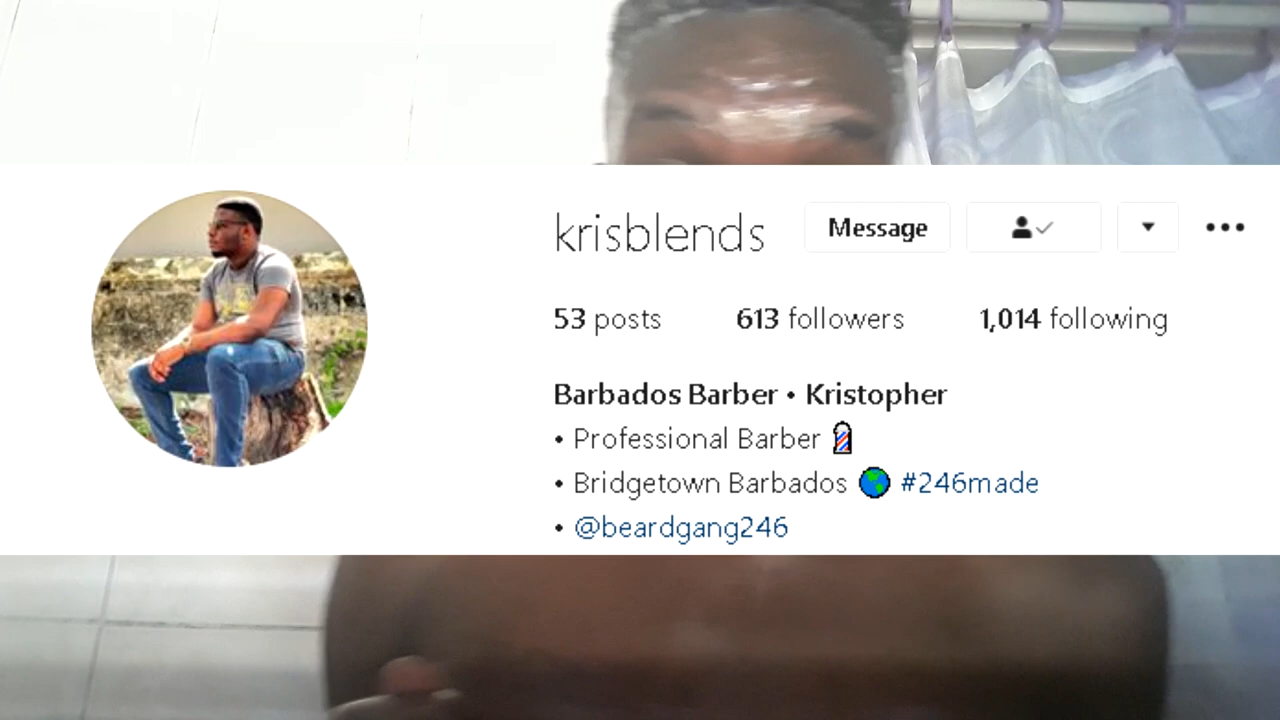 krisblends Message
53 posts 613 followers 1,014 following
Barbados Barber • Kristopher
• Professional Barber 💈
• Bridgetown Barbados 🌎 #246made
• @beardgang246